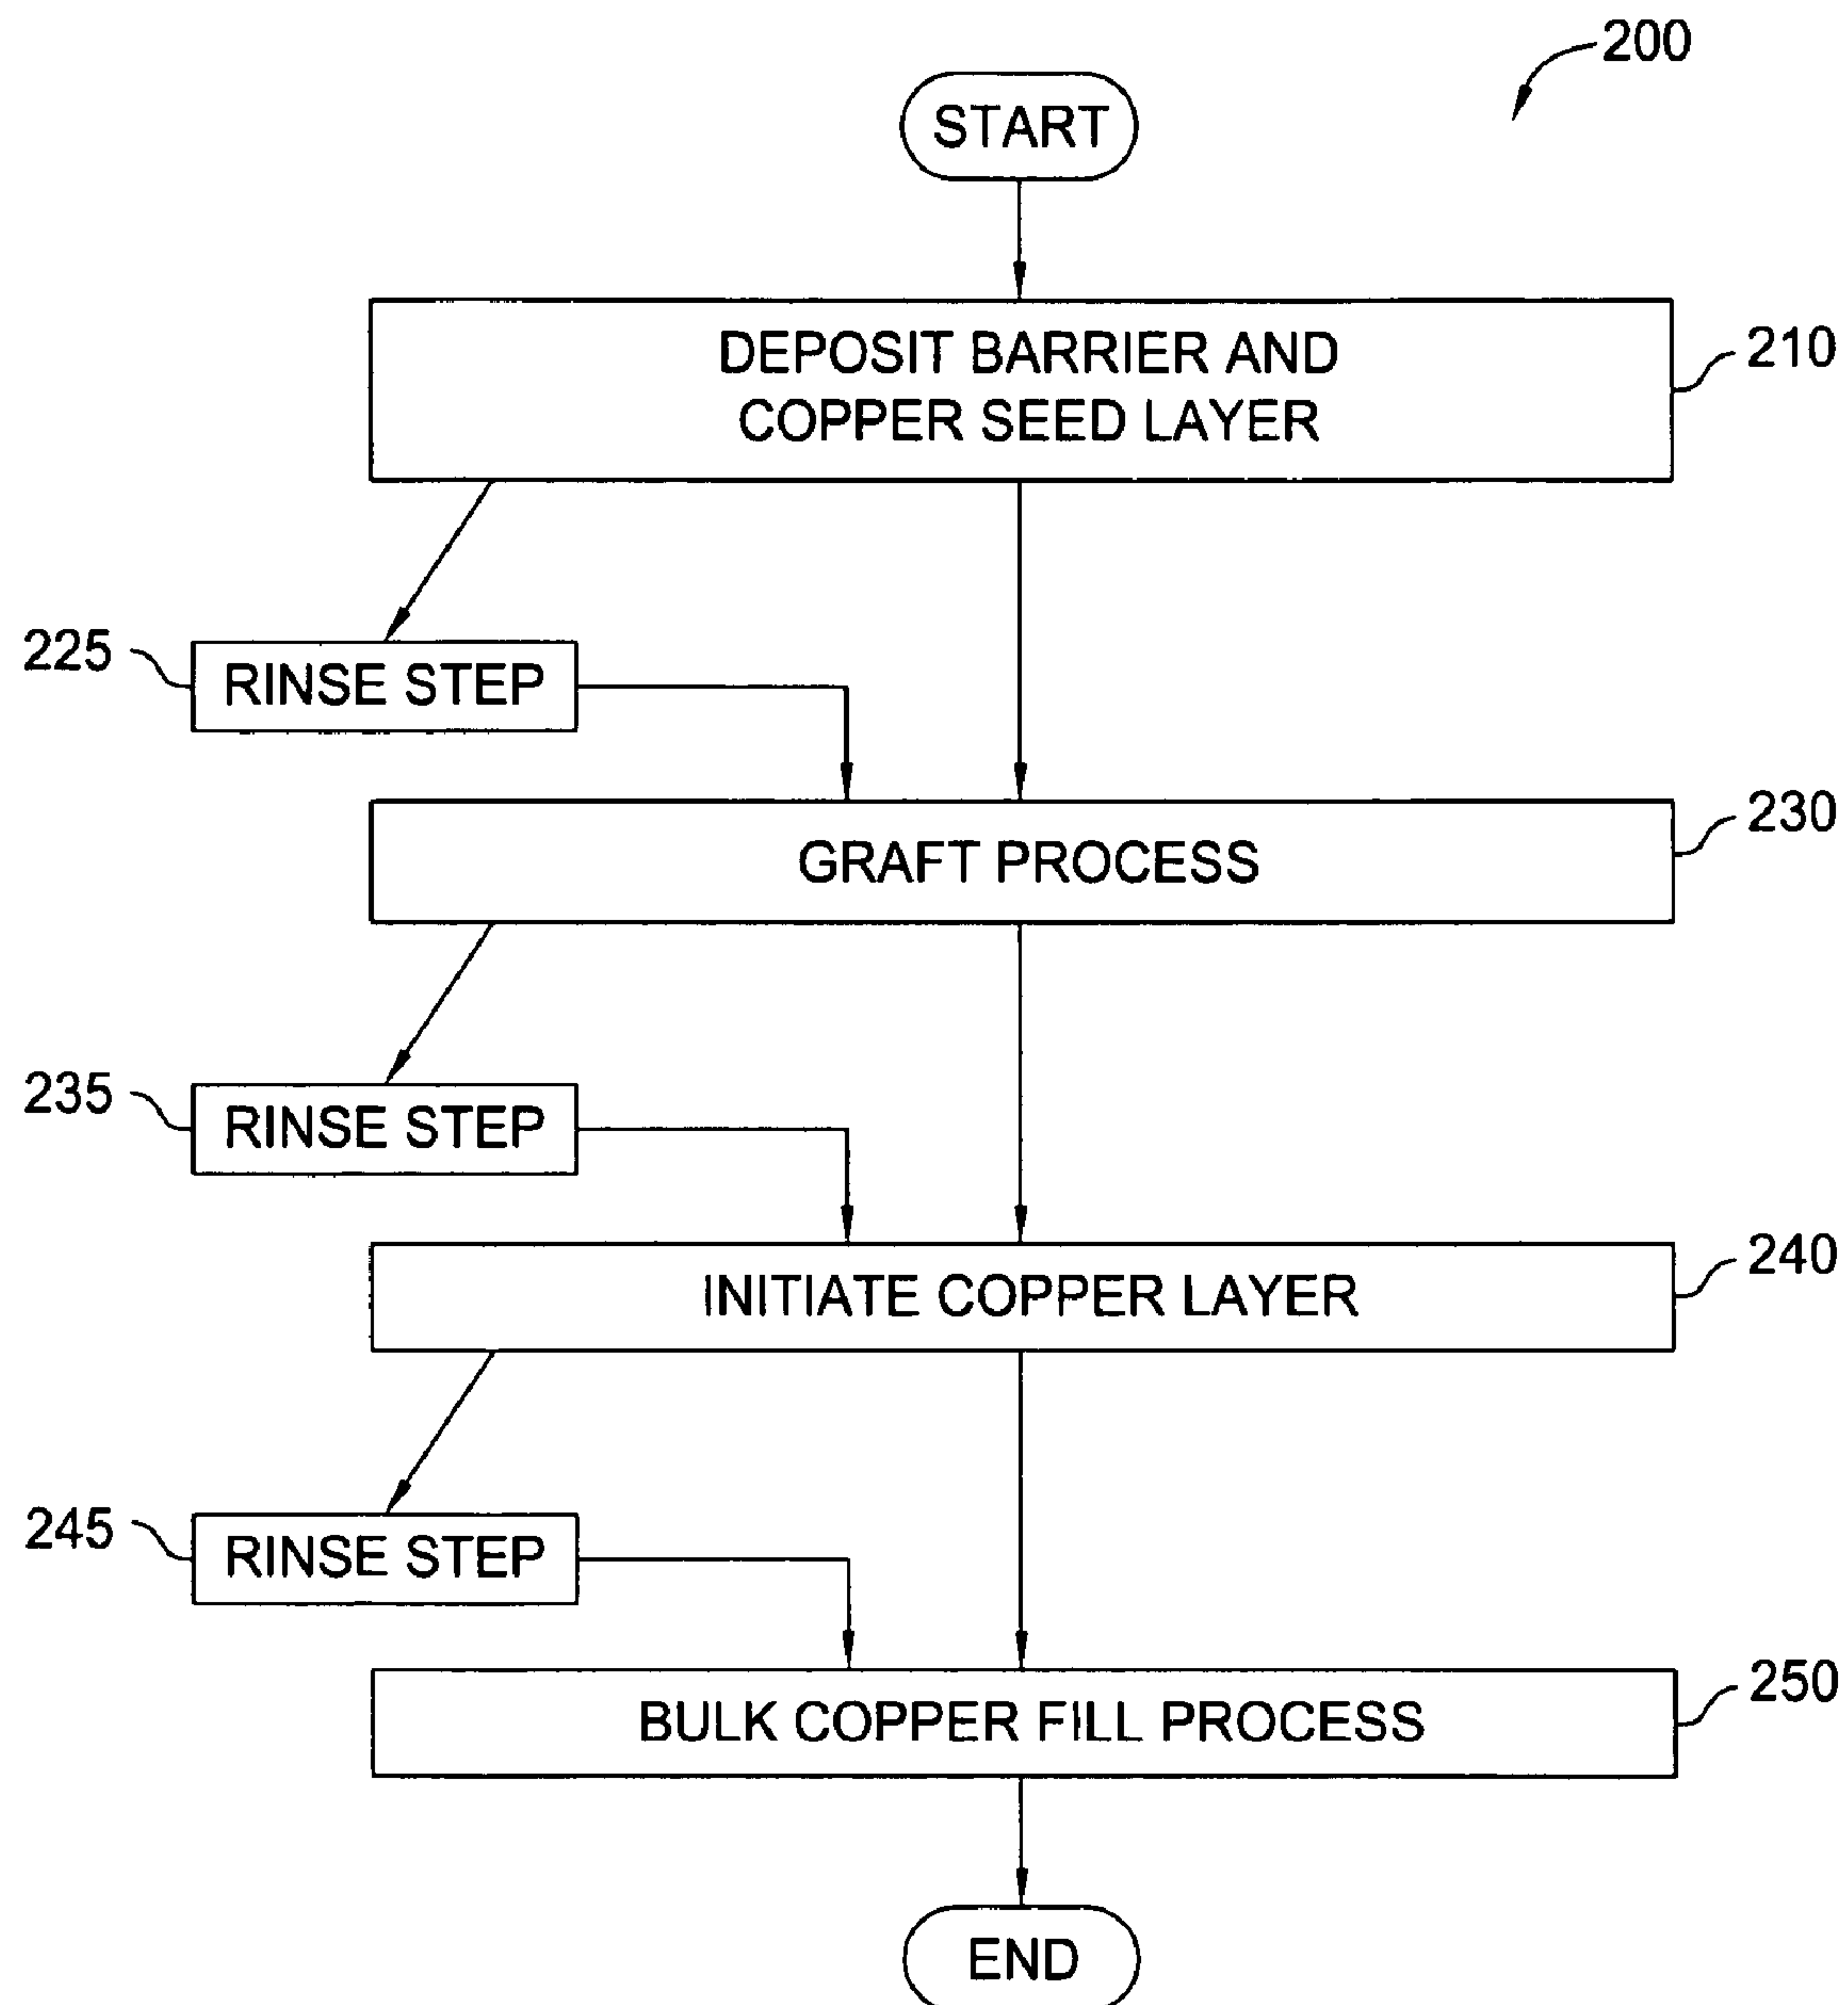 200
START
DEPOSIT BARRIER AND
COPPER SEED LAYER
210
225
RINSE STEP
GRAFT PROCESS
230
235
RINSE STEP
INITIATE COPPER LAYER
240
245
RINSE STEP
BULK COPPER FILL PROCESS
250
END